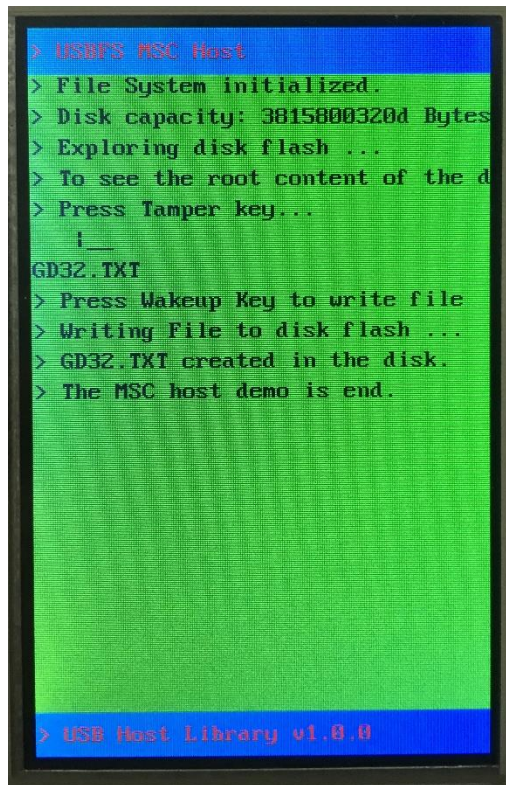 > USBFS MSC Host
> File System initialized.
> Disk capacity: 3815800320d Bytes
> Exploring disk flash ...
> To see the root content of the d
> Press Tamper key...
|__
GD32.TXT
> Press Wakeup Key to write file
> Writing File to disk flash ...
> GD32.TXT created in the disk.
> The MSC host demo is end.
> USB Host Library v1.0.0